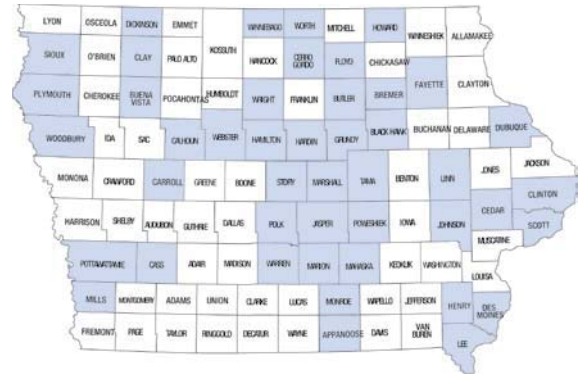 LYON OSCEOLA DICKINSON EMMET WINNEBAGO WORTH MITCHELL HOWARD WINNESHIEK ALLAMAKEE
KOSSUTH
SIOUX O'BRIEN CLAY PALO ALTO HANCOCK CERRO GORDO FLOYD CHICKASAW
FAYETTE CLAYTON
PLYMOUTH CHEROKEE BUENA VISTA POCAHONTAS HUMBOLDT WRIGHT FRANKLIN BUTLER BREMER
WOODBURY IDA SAC CALHOUN WEBSTER HAMILTON HARDIN GRUNDY BLACK HAWK BUCHANAN DELAWARE DUBUQUE
MONONA CRAWFORD CARROLL GREENE BOONE STORY MARSHALL TAMA BENTON LINN JONES JACKSON
CLINTON
CEDAR
HARRISON SHELBY AUDUBON GUTHRIE DALLAS POLK JASPER POWESHIEK IOWA JOHNSON SCOTT
MUSCATINE
POTTAWATTAMIE CASS ADAIR MADISON WARREN MARION MAHASKA KEOKUK WASHINGTON LOUISA
MILLS MONTGOMERY ADAMS UNION CLARKE LUCAS MONROE WAPELLO JEFFERSON HENRY DES MOINES
FREMONT PAGE TAYLOR RINGGOLD DECATUR WAYNE APPANOOSE DAVIS VAN BUREN LEE